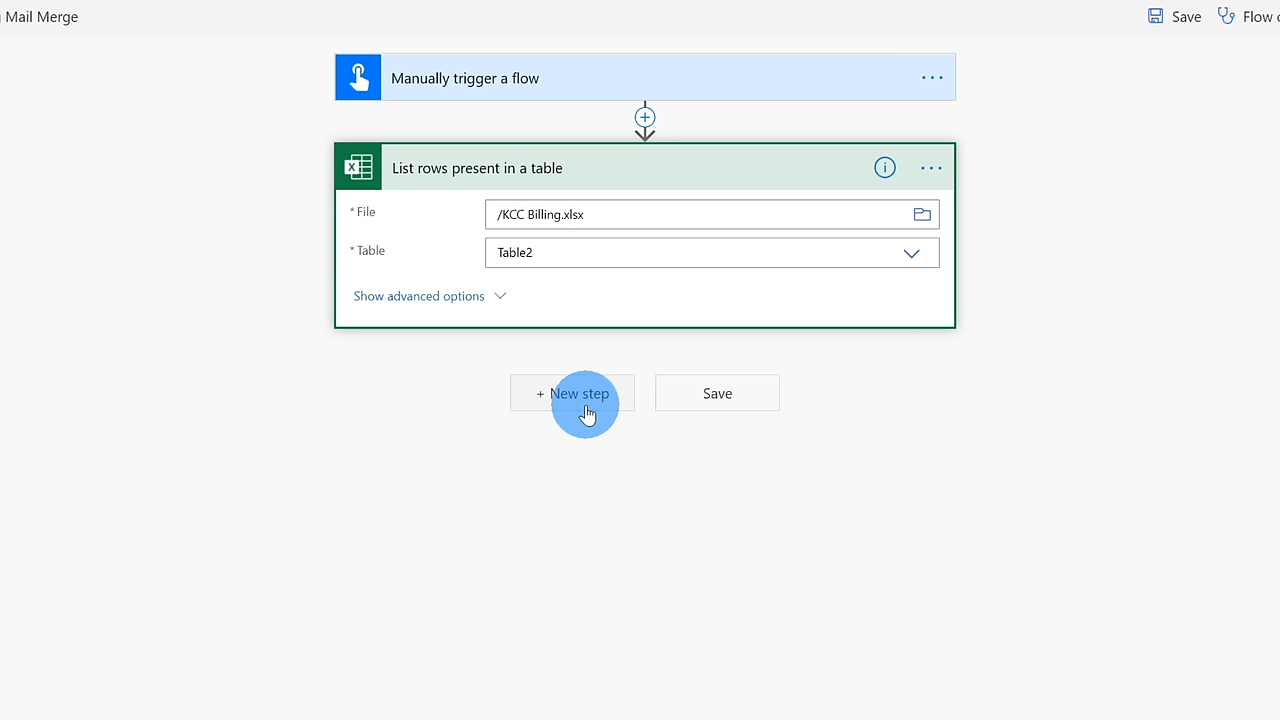 Mail Merge
Save
Flow
Manually trigger a flow
List rows present in a table
* File
/KCC Billing.xlsx
* Table
Table2
Show advanced options
+ New step
Save